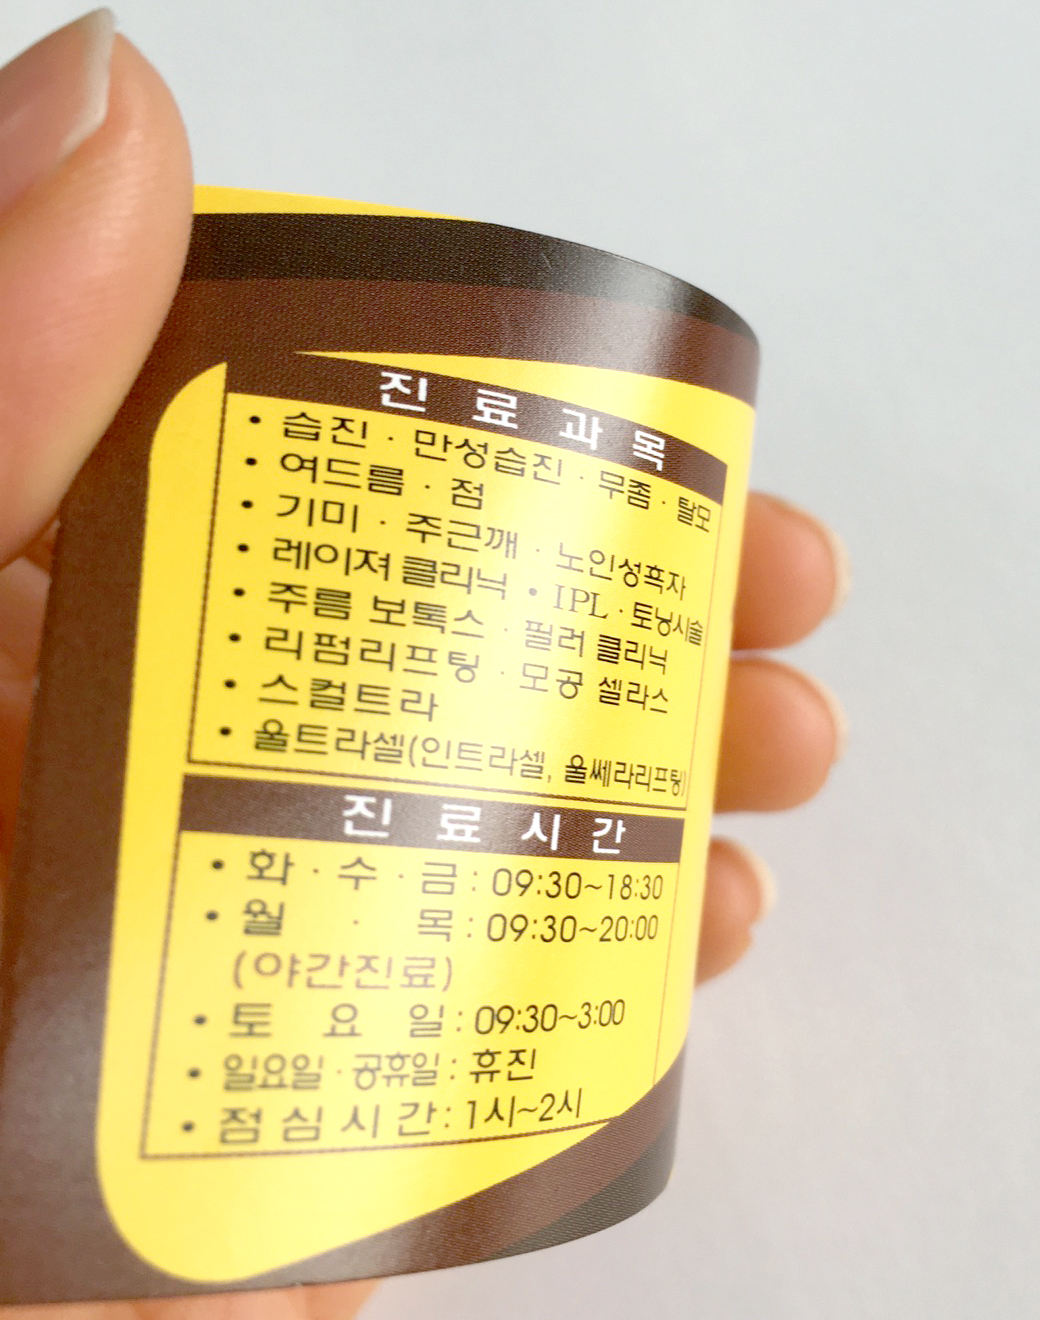 진료과목
• 습진 · 만성습진 · 무좀 · 탈모
• 여드름 · 점
• 기미 · 주근깨 · 노인성흑자
• 레이져 클리닉 • IPL · 토닝시술
• 주름 보톡스 · 필러 클리닉
• 리펌리프팅 · 모공 셀라스
• 스컬트라
• 울트라셀(인트라셀, 울쎄라리프팅)
진료시간
• 화 · 수 · 금 : 09:30~18:30
• 월 · 목 : 09:30~20:00
(야간진료)
• 토 요 일 : 09:30~3:00
• 일요일 · 공휴일 : 휴진
• 점심시간 : 1시~2시